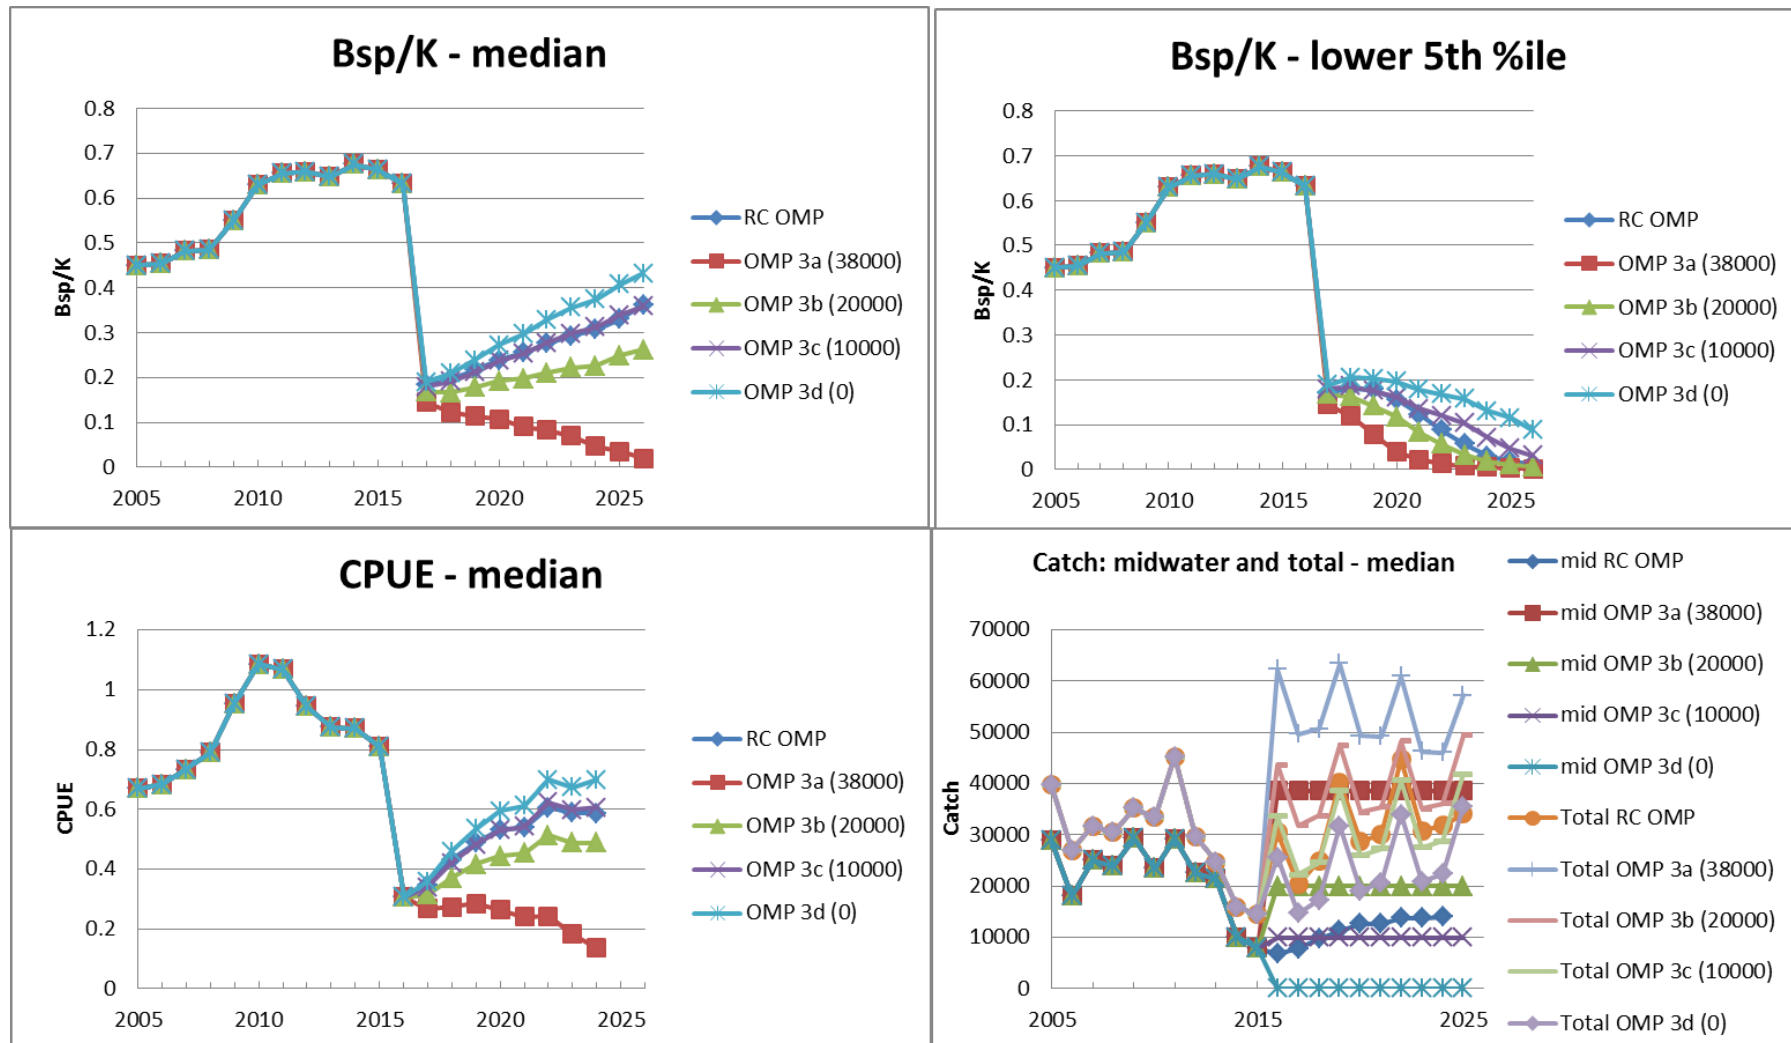 Bsp/K - median
Bsp/K
0.8
0.7
0.6
0.5
0.4
0.3
0.2
0.1
0
2005
2010
2015
2020
2025
RC OMP
OMP 3a (38000)
OMP 3b (20000)
OMP 3c (10000)
OMP 3d (0)
Bsp/K - lower 5th %ile
Bsp/K
0.8
0.7
0.6
0.5
0.4
0.3
0.2
0.1
0
2005
2010
2015
2020
2025
RC OMP
OMP 3a (38000)
OMP 3b (20000)
OMP 3c (10000)
OMP 3d (0)
CPUE - median
CPUE
1.2
1
0.8
0.6
0.4
0.2
0
2005
2010
2015
2020
2025
RC OMP
OMP 3a (38000)
OMP 3b (20000)
OMP 3c (10000)
OMP 3d (0)
Catch: midwater and total - median
Catch
70000
60000
50000
40000
30000
20000
10000
0
2005
2015
2025
mid RC OMP
mid OMP 3a (38000)
mid OMP 3b (20000)
mid OMP 3c (10000)
mid OMP 3d (0)
Total RC OMP
Total OMP 3a (38000)
Total OMP 3b (20000)
Total OMP 3c (10000)
Total OMP 3d (0)